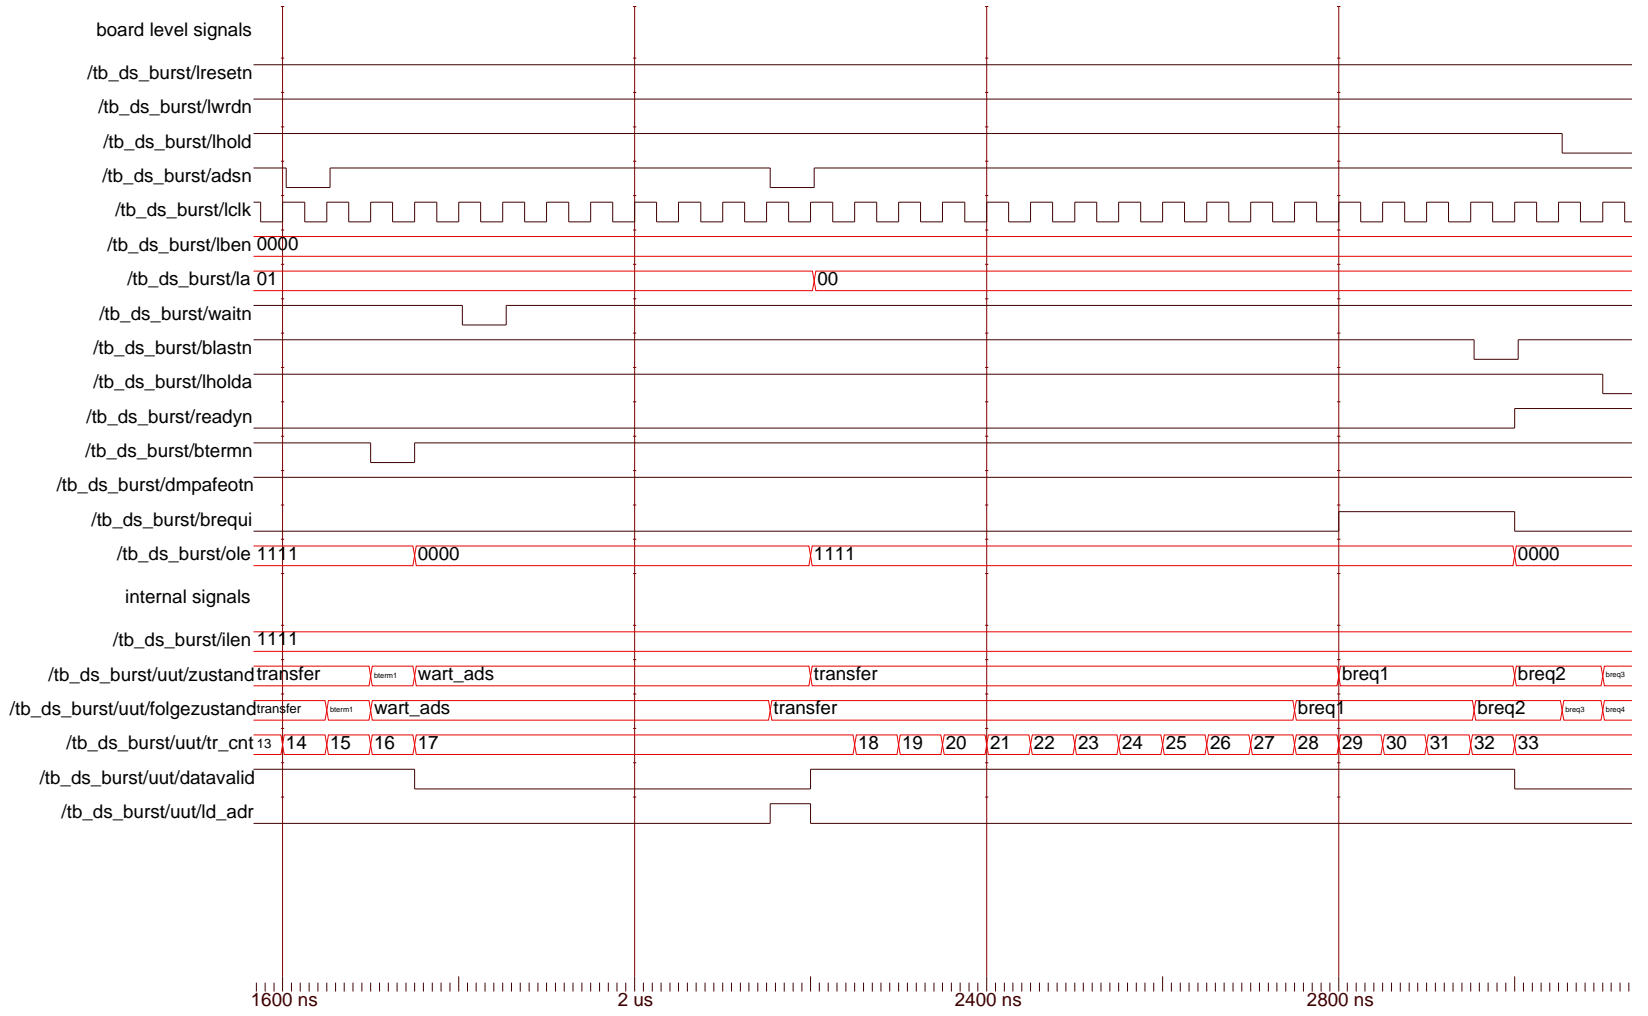 board level signals
/tb_ds_burst/lresetn
/tb_ds_burst/lwrdn
/tb_ds_burst/lhold
/tb_ds_burst/adsn
/tb_ds_burst/lclk
/tb_ds_burst/lben 0000
/tb_ds_burst/la 01 00
/tb_ds_burst/waitn
/tb_ds_burst/blastn
/tb_ds_burst/lholda
/tb_ds_burst/readyn
/tb_ds_burst/btermn
/tb_ds_burst/dmpafeotn
/tb_ds_burst/brequi
/tb_ds_burst/ole 1111 0000 1111 0000
internal signals
/tb_ds_burst/ilen 1111
/tb_ds_burst/uut/zustand transfer bterm1 wart_ads transfer breq1 breq2 breq3
/tb_ds_burst/uut/folgezustand transfer bterm1 wart_ads transfer breq1 breq2 breq3 breq4
/tb_ds_burst/uut/tr_cnt 13 14 15 16 17 18 19 20 21 22 23 24 25 26 27 28 29 30 31 32 33
/tb_ds_burst/uut/datavalid
/tb_ds_burst/uut/ld_adr
1600 ns 2 us 2400 ns 2800 ns